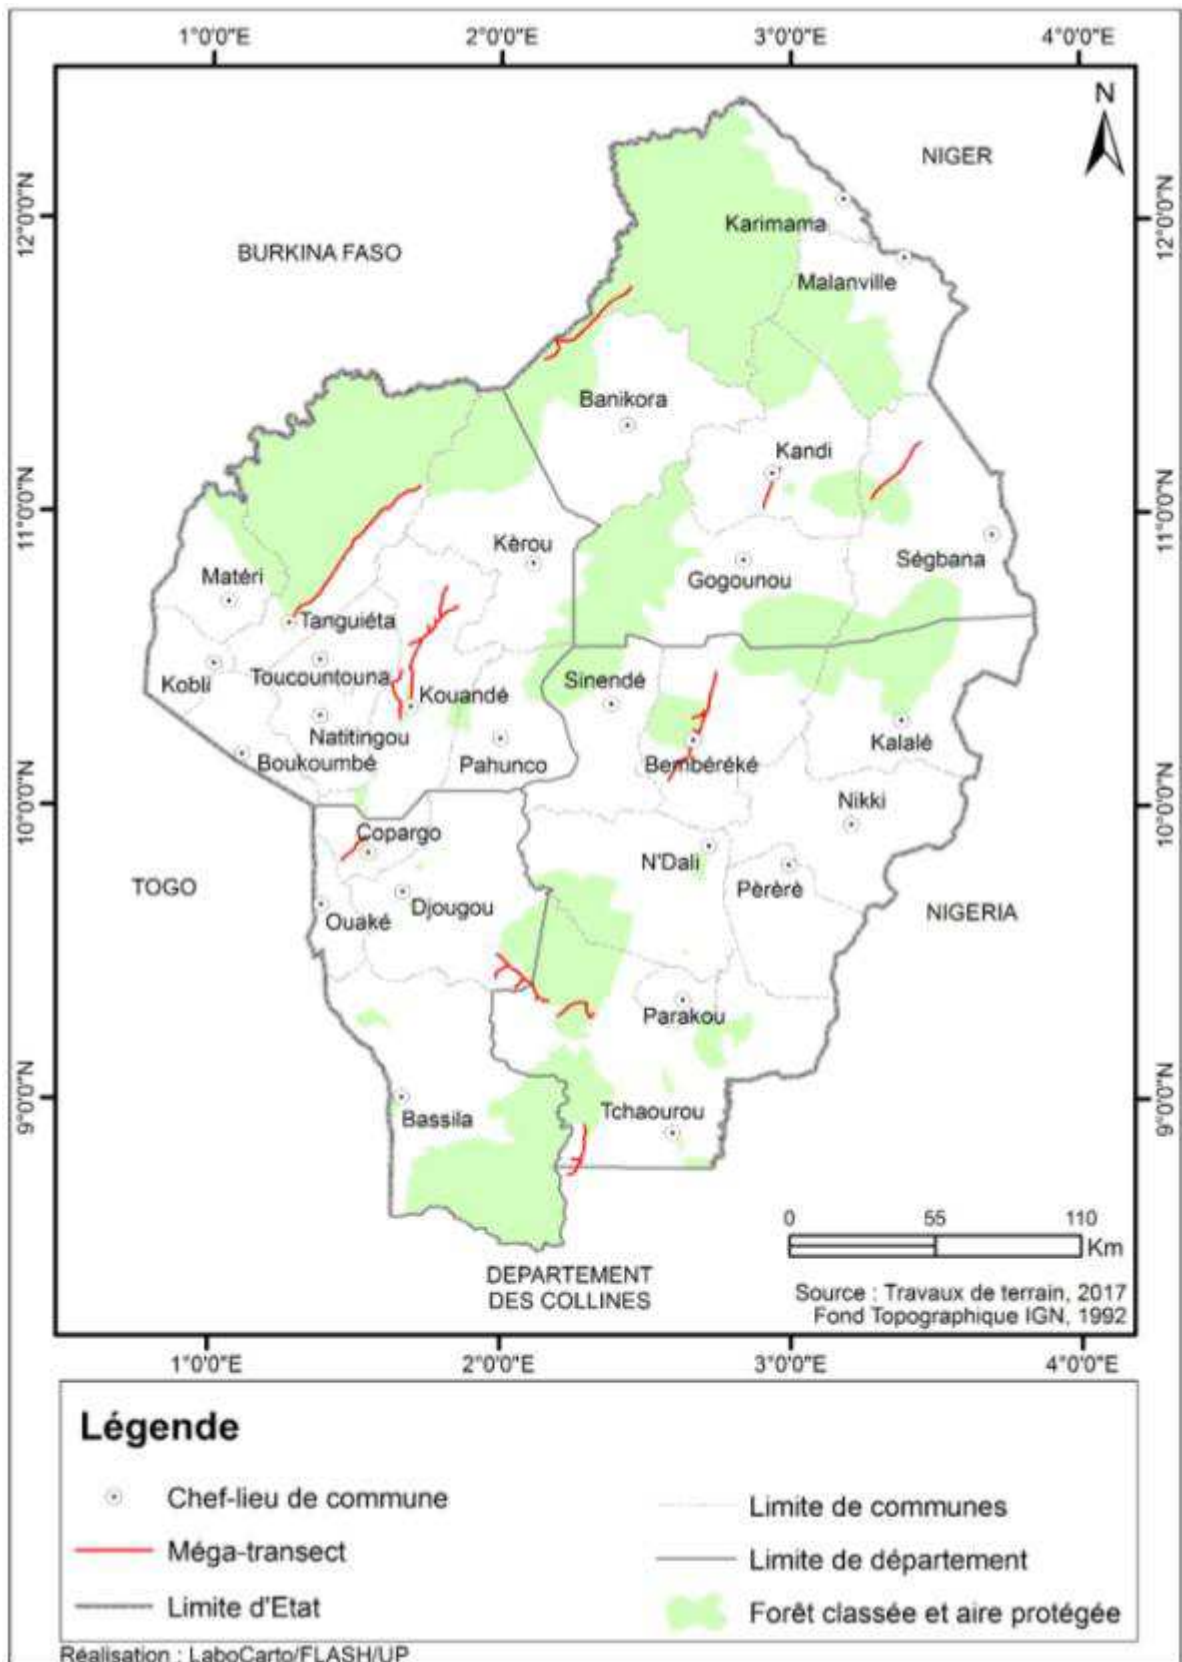 1°0'0"E 2°0'0"E 3°0'0"E 4°0'0"E
N
NIGER
12°0'0"N
12°0'0"N
Karimama
BURKINA FASO
Malanville
Banikora
Kandi
11°0'0"N
11°0'0"N
Kèrou
Ségbana
Matéri
Gogounou
Tanguiéta
Toucountouna
Kobli
Sinendé
Kouandé
Natitingou
Kalalé
Boukoumbé
Pahunco
Bembéréké
Nikki
10°0'0"N
10°0'0"N
Copargo
N'Dali
TOGO
Pèrèrè
Djougou
NIGERIA
Ouaké
Parakou
9°0'0"N
9°0'0"N
Bassila
Tchaourou
0 55 110
Km
DEPARTEMENT
DES COLLINES
Source : Travaux de terrain, 2017
Fond Topographique IGN, 1992
1°0'0"E 2°0'0"E 3°0'0"E 4°0'0"E
Légende
Chef-lieu de commune
Méga-transect
Limite d'Etat
Limite de communes
Limite de département
Forêt classée et aire protégée
Réalisation : LaboCarto/FLASH/UP